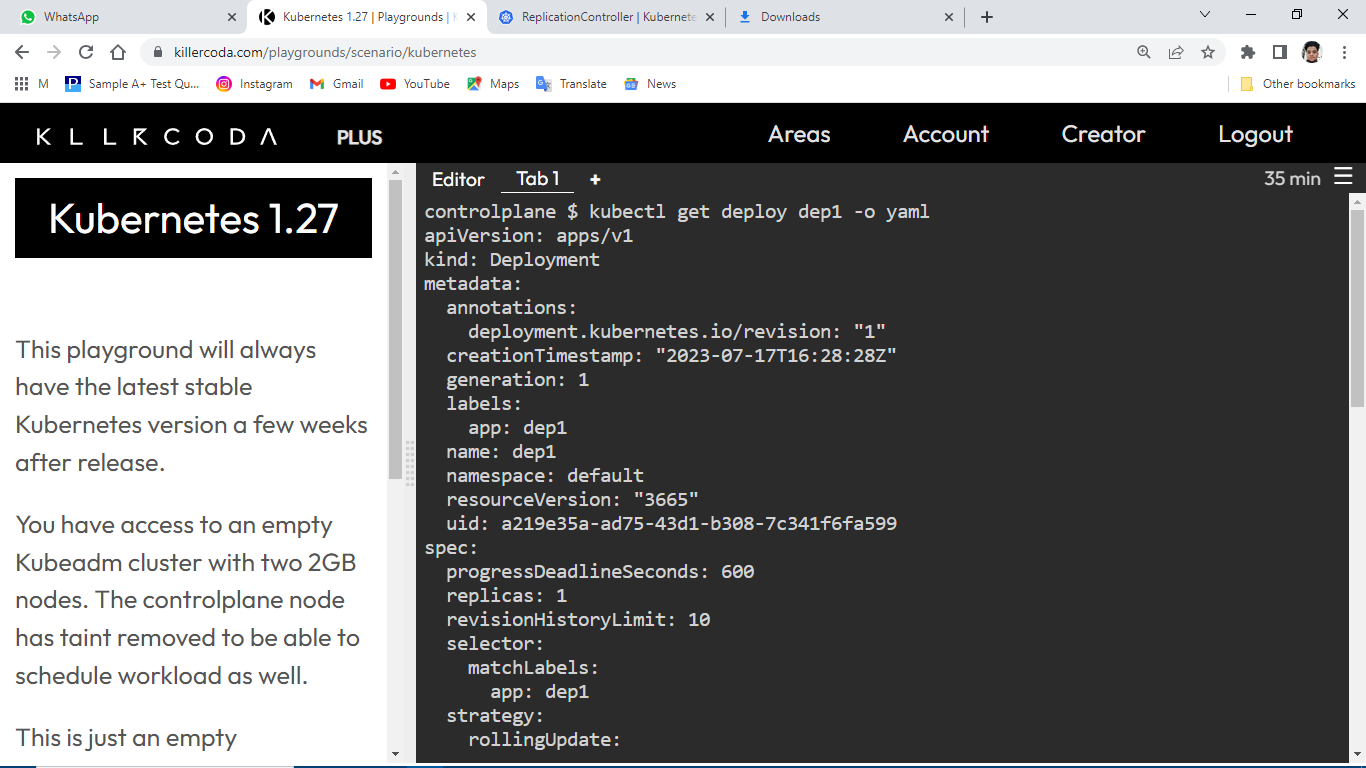 WhatsApp
Kubernetes 1.27 | Playgrounds |
ReplicationController | Kubernete
Downloads
killercoda.com/playgrounds/scenario/kubernetes
M
Sample A+ Test Qu...
Instagram
Gmail
YouTube
Maps
Translate
News
Other bookmarks
KLLRCODA
PLUS
Areas
Account
Creator
Logout
Kubernetes 1.27
This playground will always
have the latest stable
Kubernetes version a few weeks
after release.
You have access to an empty
Kubeadm cluster with two 2GB
nodes. The controlplane node
has taint removed to be able to
schedule workload as well.
This is just an empty
Editor
Tab 1
+
35 min
controlplane $ kubectl get deploy dep1 -o yaml
apiVersion: apps/v1
kind: Deployment
metadata:
  annotations:
    deployment.kubernetes.io/revision: "1"
  creationTimestamp: "2023-07-17T16:28:28Z"
  generation: 1
  labels:
    app: dep1
  name: dep1
  namespace: default
  resourceVersion: "3665"
  uid: a219e35a-ad75-43d1-b308-7c341f6fa599
spec:
  progressDeadlineSeconds: 600
  replicas: 1
  revisionHistoryLimit: 10
  selector:
    matchLabels:
      app: dep1
  strategy:
    rollingUpdate: